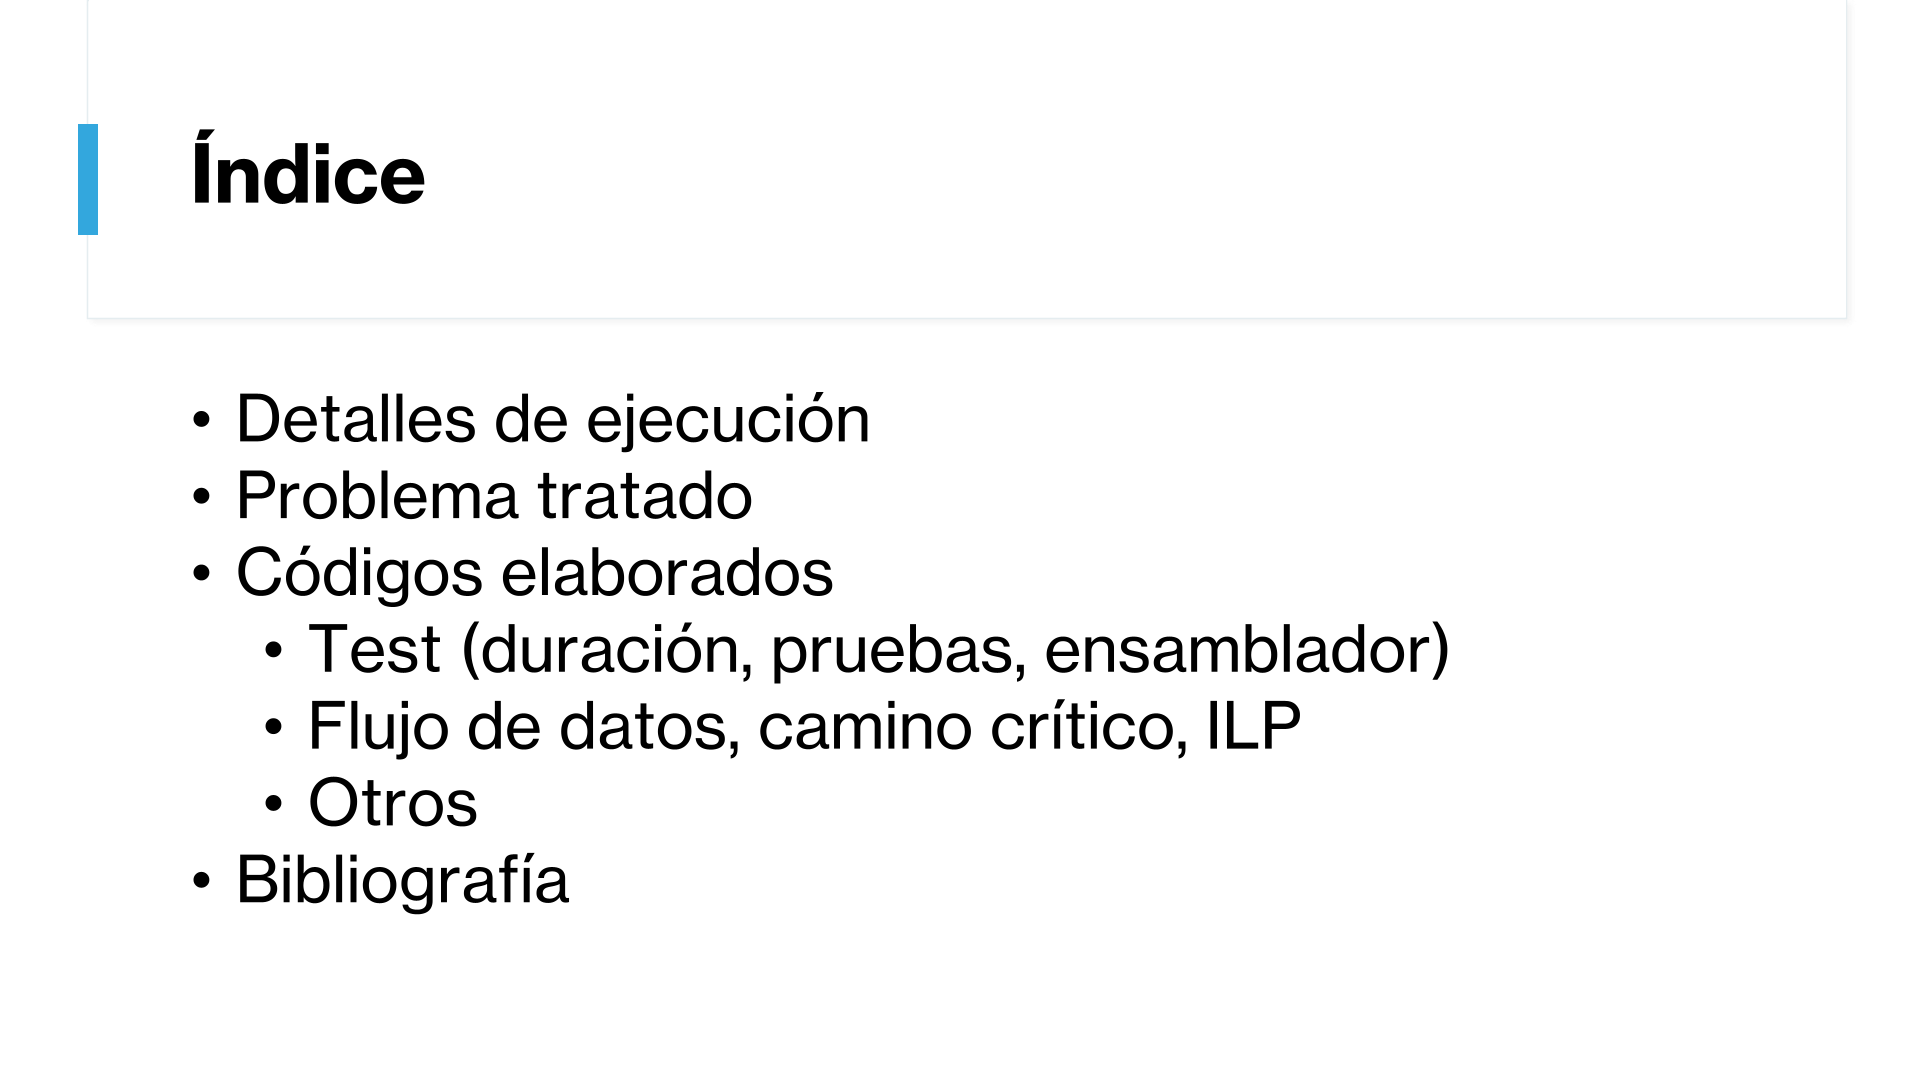 Índice
• Detalles de ejecución
• Problema tratado
• Códigos elaborados
• Test (duración, pruebas, ensamblador)
• Flujo de datos, camino crítico, ILP
• Otros
• Bibliografía